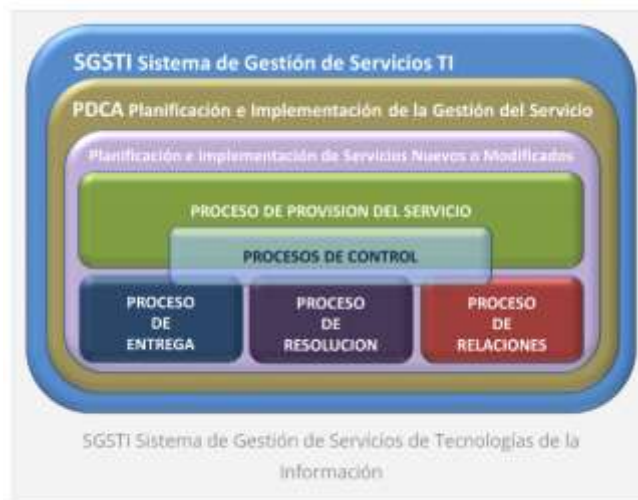 SGSTI Sistema de Gestión de Servicios TI
PDCA Planificación e Implementación de la Gestión del Servicio
Planificación e Implementación de Servicios Nuevos o Modificados
PROCESO DE PROVISION DEL SERVICIO
PROCESOS DE CONTROL
PROCESO
DE
ENTREGA
PROCESO
DE
RESOLUCION
PROCESO
DE
RELACIONES
SGSTI Sistema de Gestión de Servicios de Tecnologías de la
Información